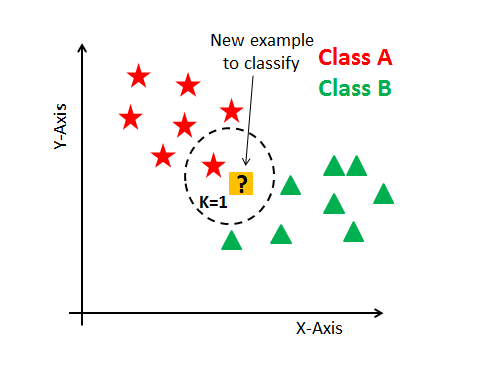 New example
to classify
Class A
Class B
Y-Axis
?
K=1
X-Axis